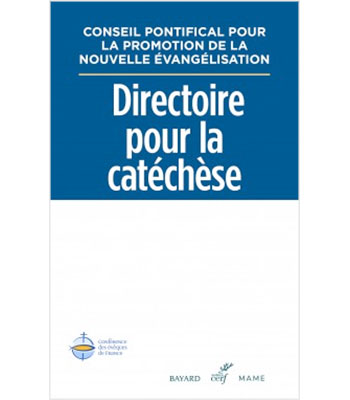 CONSEIL PONTIFICAL POUR
LA PROMOTION DE LA
NOUVELLE ÉVANGÉLISATION
Directoire
pour la
catéchèse
Conférence
des évêques
de France
BAYARD
cerf
MAME